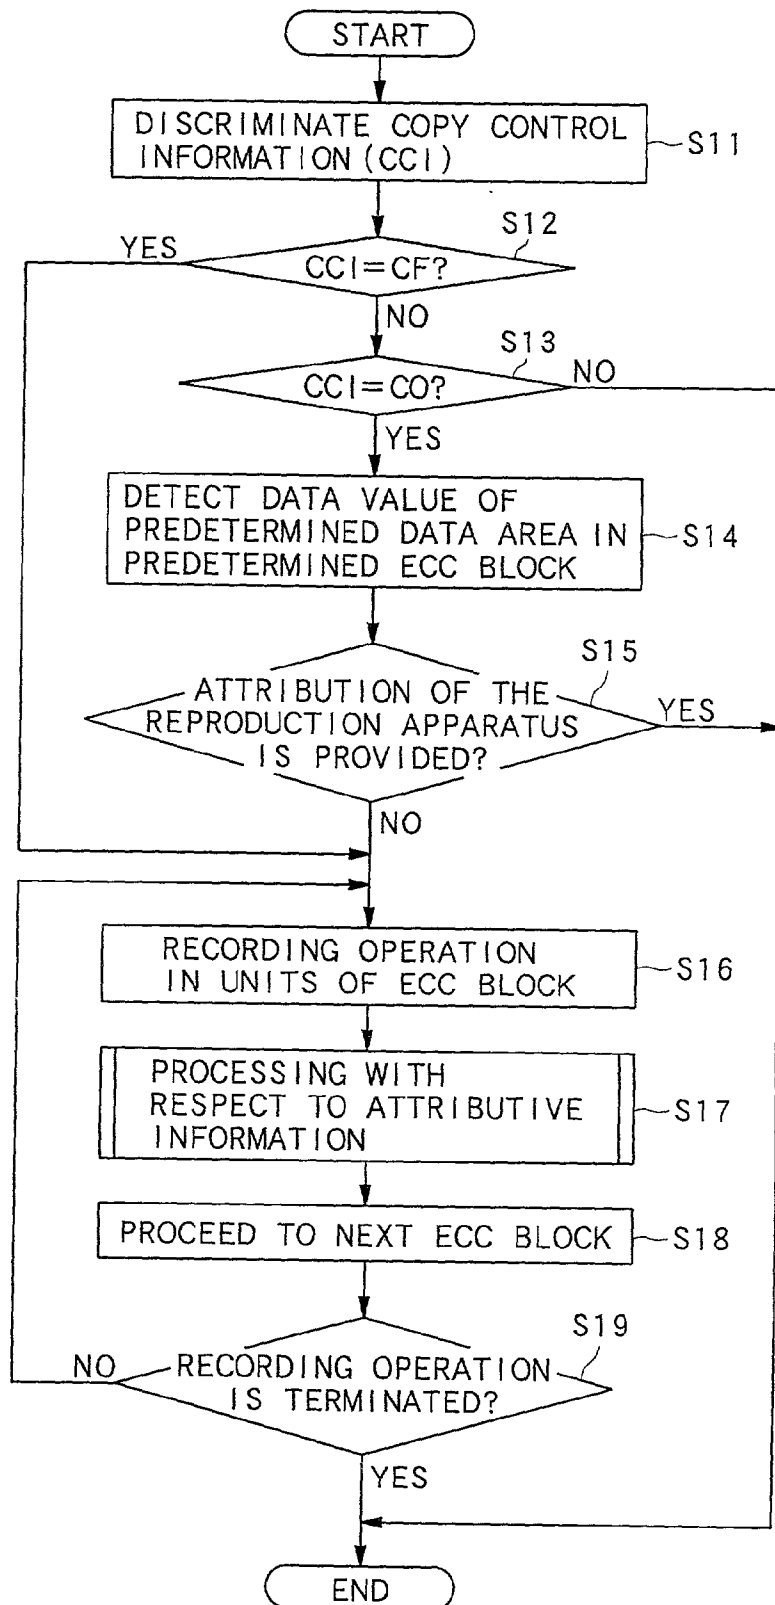 START
DISCRIMINATE COPY CONTROL
INFORMATION (CCI)
S11
S12
YES
CCI=CF?
NO
S13
CCI=CO?
NO
YES
DETECT DATA VALUE OF
PREDETERMINED DATA AREA IN
PREDETERMINED ECC BLOCK
S14
S15
ATTRIBUTION OF THE
REPRODUCTION APPARATUS
IS PROVIDED?
YES
NO
RECORDING OPERATION
IN UNITS OF ECC BLOCK
S16
PROCESSING WITH
RESPECT TO ATTRIBUTIVE
INFORMATION
S17
PROCEED TO NEXT ECC BLOCK
S18
S19
NO
RECORDING OPERATION
IS TERMINATED?
YES
END